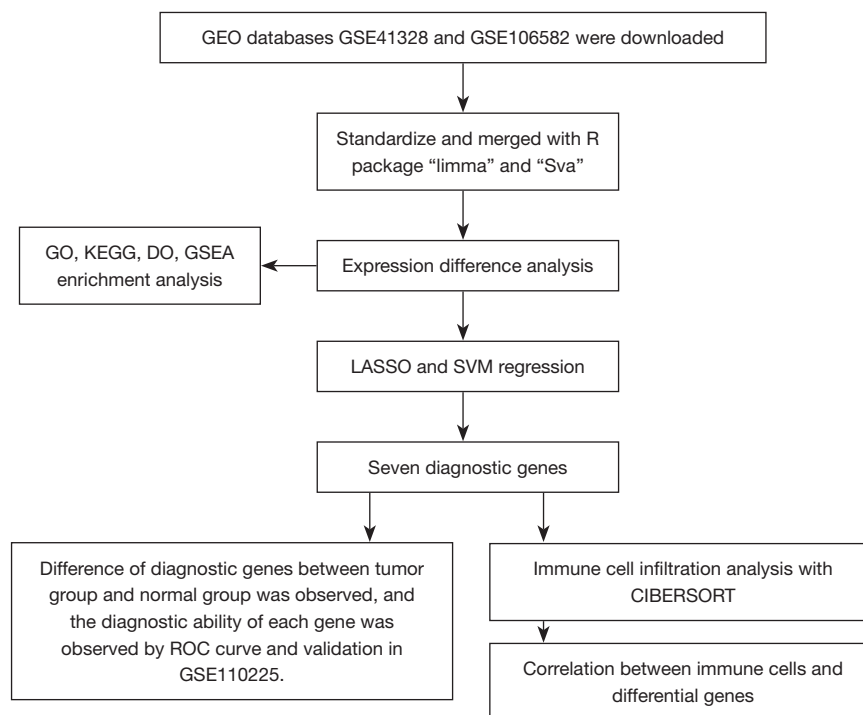 GEO databases GSE41328 and GSE106582 were downloaded
Standardize and merged with R
package “limma” and “Sva”
GO, KEGG, DO, GSEA
enrichment analysis
Expression difference analysis
LASSO and SVM regression
Seven diagnostic genes
Difference of diagnostic genes between tumor
group and normal group was observed, and
the diagnostic ability of each gene was
observed by ROC curve and validation in
GSE110225.
Immune cell infiltration analysis with
CIBERSORT
Correlation between immune cells and
differential genes